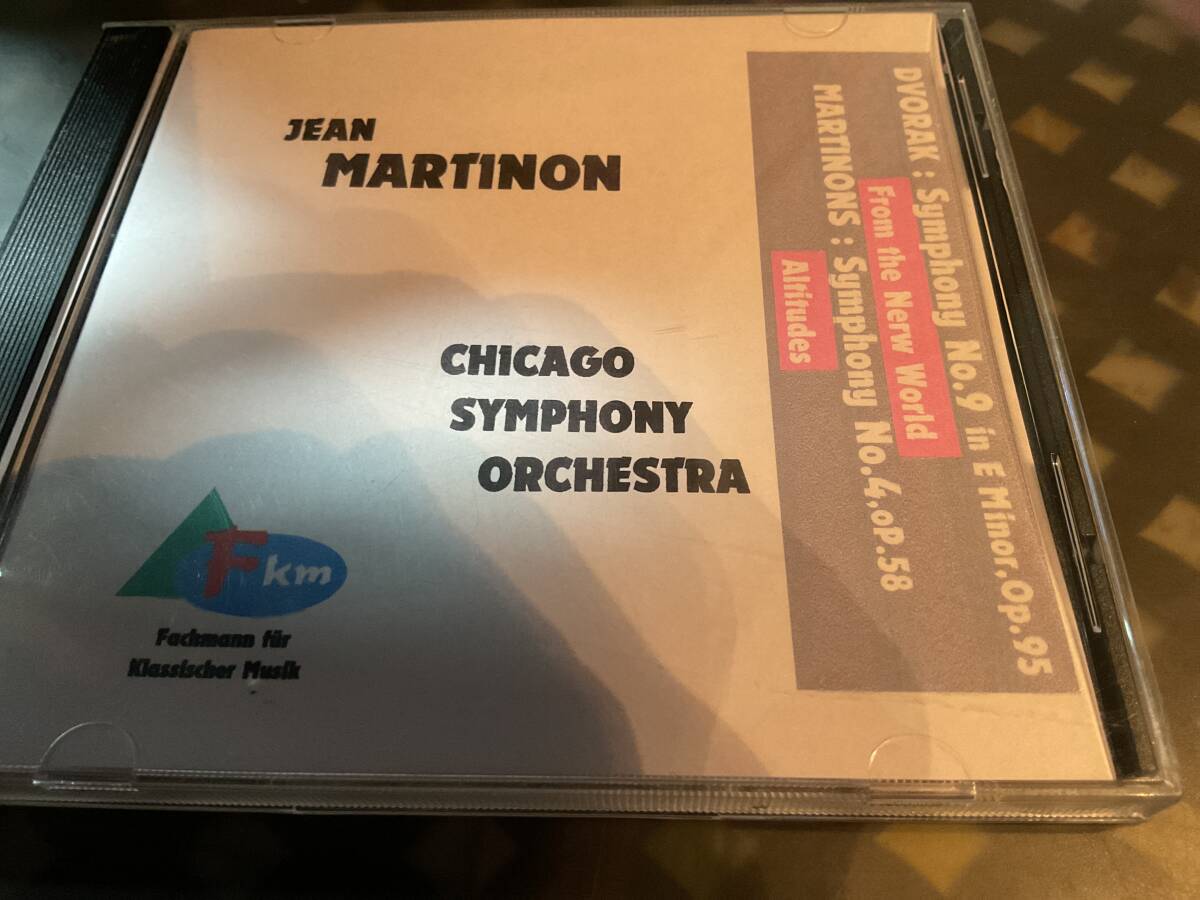 JEAN
MARTINON
CHICAGO
SYMPHONY
ORCHESTRA
DVORAK : Symphony No.9 in E Minor,Op.95
From the Nerw World
MARTINONS : Symphony No.4,op.58
Altitudes
Fkm
Fachmann für
Klassischer Musik